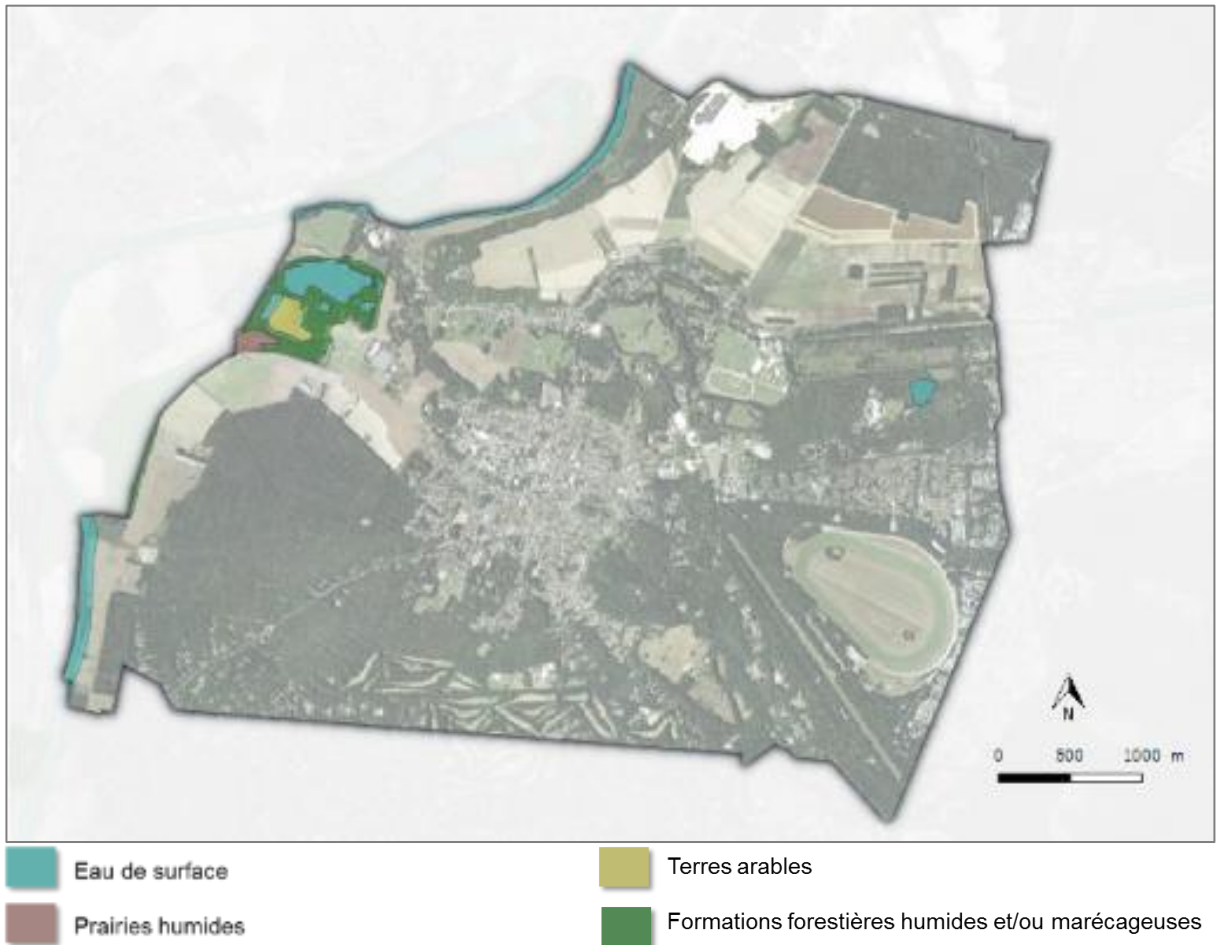 N
0 500 1000 m
Eau de surface
Terres arables
Prairies humides
Formations forestières humides et/ou marécageuses